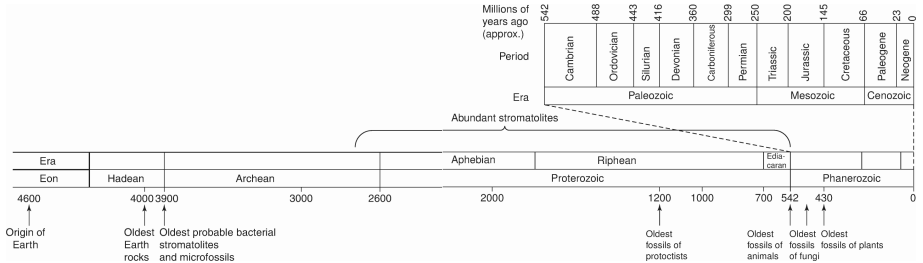 Millions of
years ago
(approx.)
542 488 443 416 360 299 250 200 145 66 23 0
Period
Cambrian Ordovician Silurian Devonian Carboniferous Permian Triassic Jurassic Cretaceous Paleogene Neogene
Era Paleozoic Mesozoic Cenozoic
Abundant stromatolites
Era Aphebian Riphean Edia-
caran
Eon Hadean Archean Proterozoic Phanerozoic
4600 4000 3900 3000 2600 2000 1200 1000 700 542 430 0
Origin of
Earth
Oldest
Earth
rocks
Oldest probable bacterial
stromatolites
and microfossils
Oldest
fossils of
protoctists
Oldest
fossils of
animals
Oldest
fossils
of fungi
Oldest
fossils of plants